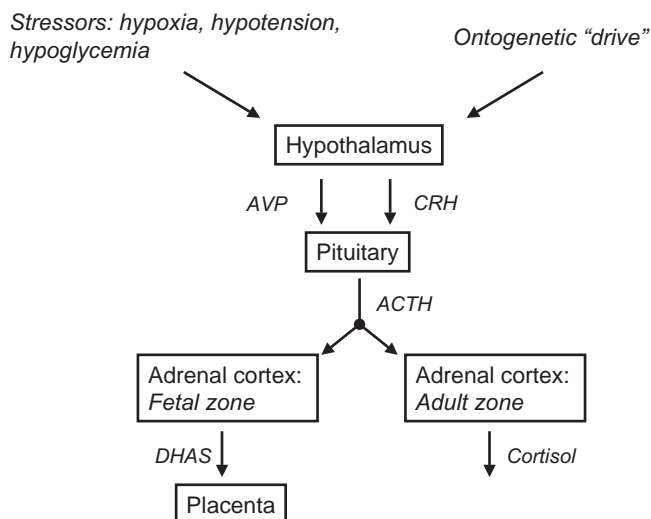 Stressors: hypoxia, hypotension,
hypoglycemia
Ontogenetic “drive”
Hypothalamus
AVP
CRH
Pituitary
ACTH
Adrenal cortex:
Fetal zone
Adrenal cortex:
Adult zone
DHAS
Cortisol
Placenta